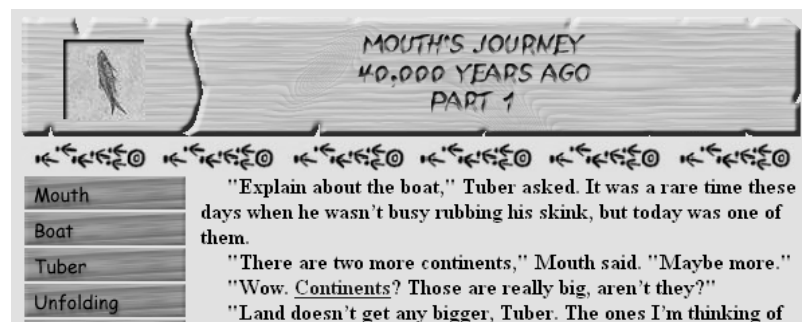 MOUTH'S JOURNEY
40,000 YEARS AGO
PART 1
Mouth
Boat
Tuber
Unfolding
"Explain about the boat," Tuber asked. It was a rare time these
days when he wasn't busy rubbing his skink, but today was one of
them.
"There are two more continents," Mouth said. "Maybe more."
"Wow. Continents? Those are really big, aren't they?"
"Land doesn't get any bigger, Tuber. The ones I'm thinking of